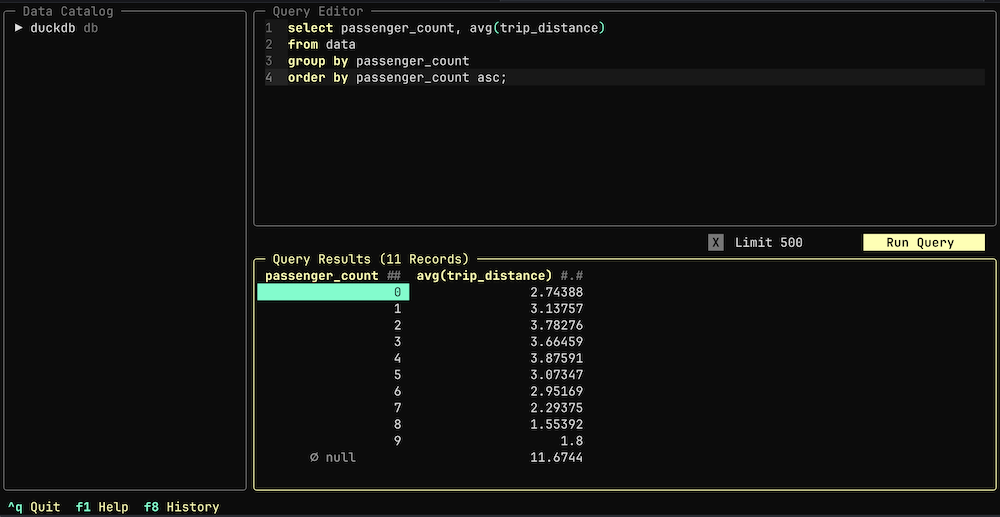 Data Catalog
▶ duckdb db
Query Editor
1 select passenger_count, avg(trip_distance)
2 from data
3 group by passenger_count
4 order by passenger_count asc;
X Limit 500
Run Query
Query Results (11 Records)
passenger_count ## avg(trip_distance) #.#
0 2.74388
1 3.13757
2 3.78276
3 3.66459
4 3.87591
5 3.07347
6 2.95169
7 2.29375
8 1.55392
9 1.8
∅ null 11.6744
^q Quit f1 Help f8 History